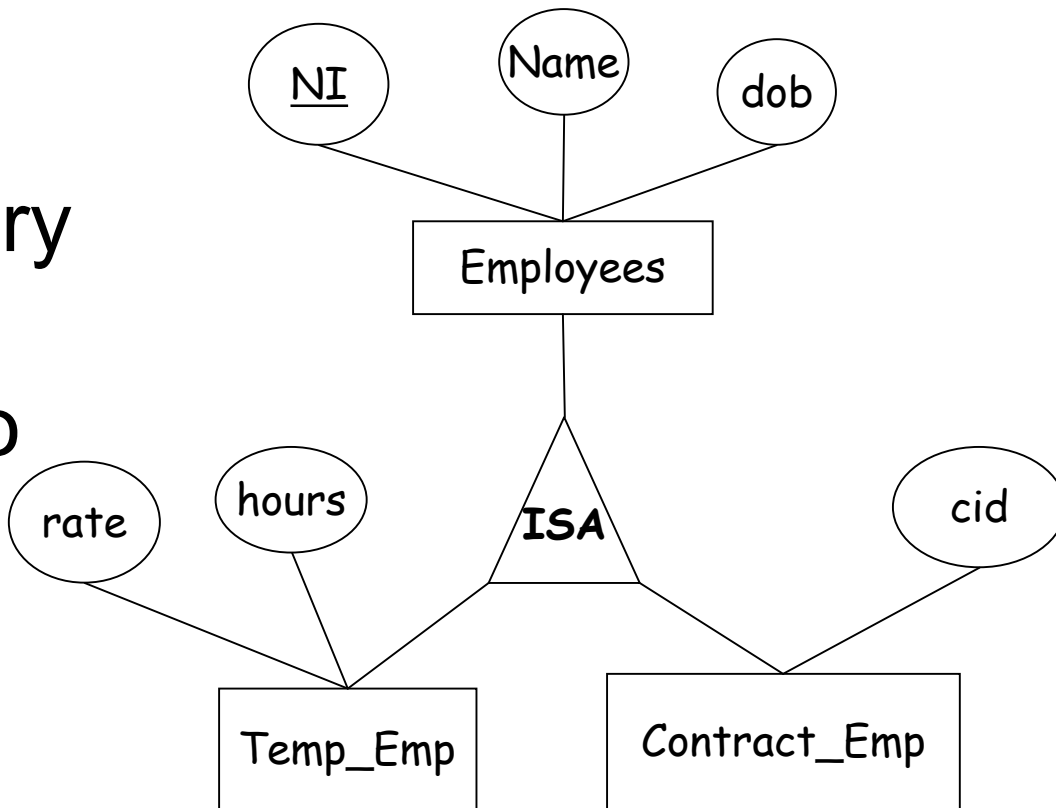 NI
Name
dob
ry
Employees
o
rate
hours
ISA
cid
Temp_Emp
Contract_Emp